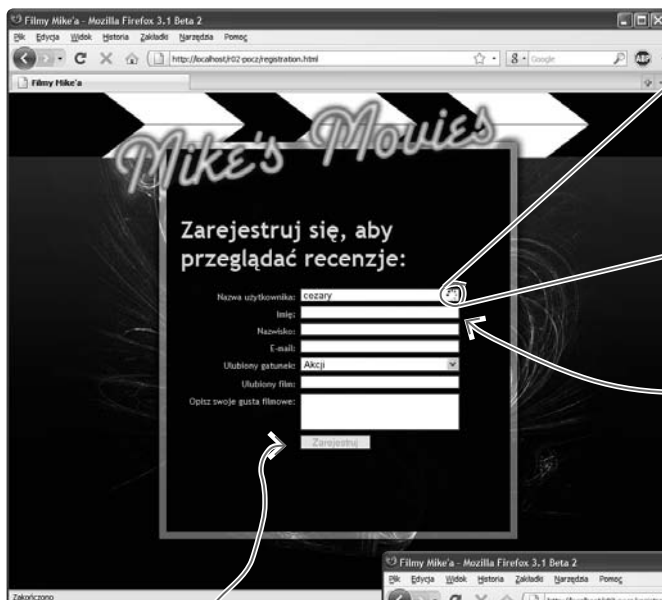 Filmy Mike'a - Mozilla Firefox 3.1 Beta 2
Plik Edycja Widok Historia Zakładki Narzędzia Pomoc
http://localhost/r02-pocz/registration.html
Google
ABP
Filmy Mike'a
Mike's Movies
Zarejestruj się, aby
przeglądać recenzje:
Nazwa użytkownika: cezary
Imię:
Nazwisko:
E-mail:
Ulubiony gatunek: Akcji
Ulubiony film:
Opisz swoje gusta filmowe:
Zarejestruj
Zakończono
Filmy Mike'a - Mozilla Firefox 3.1 Beta 2
Plik Edycja Widok Historia Zakładki Narzędzia Pomoc